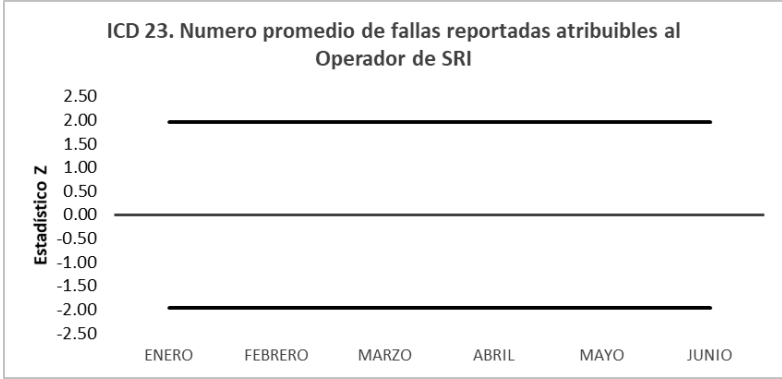 ICD 23. Numero promedio de fallas reportadas atribuibles al
Operador de SRI
Estadístico Z
2.50
2.00
1.50
1.00
0.50
0.00
-0.50
-1.00
-1.50
-2.00
-2.50
ENERO FEBRERO MARZO ABRIL MAYO JUNIO